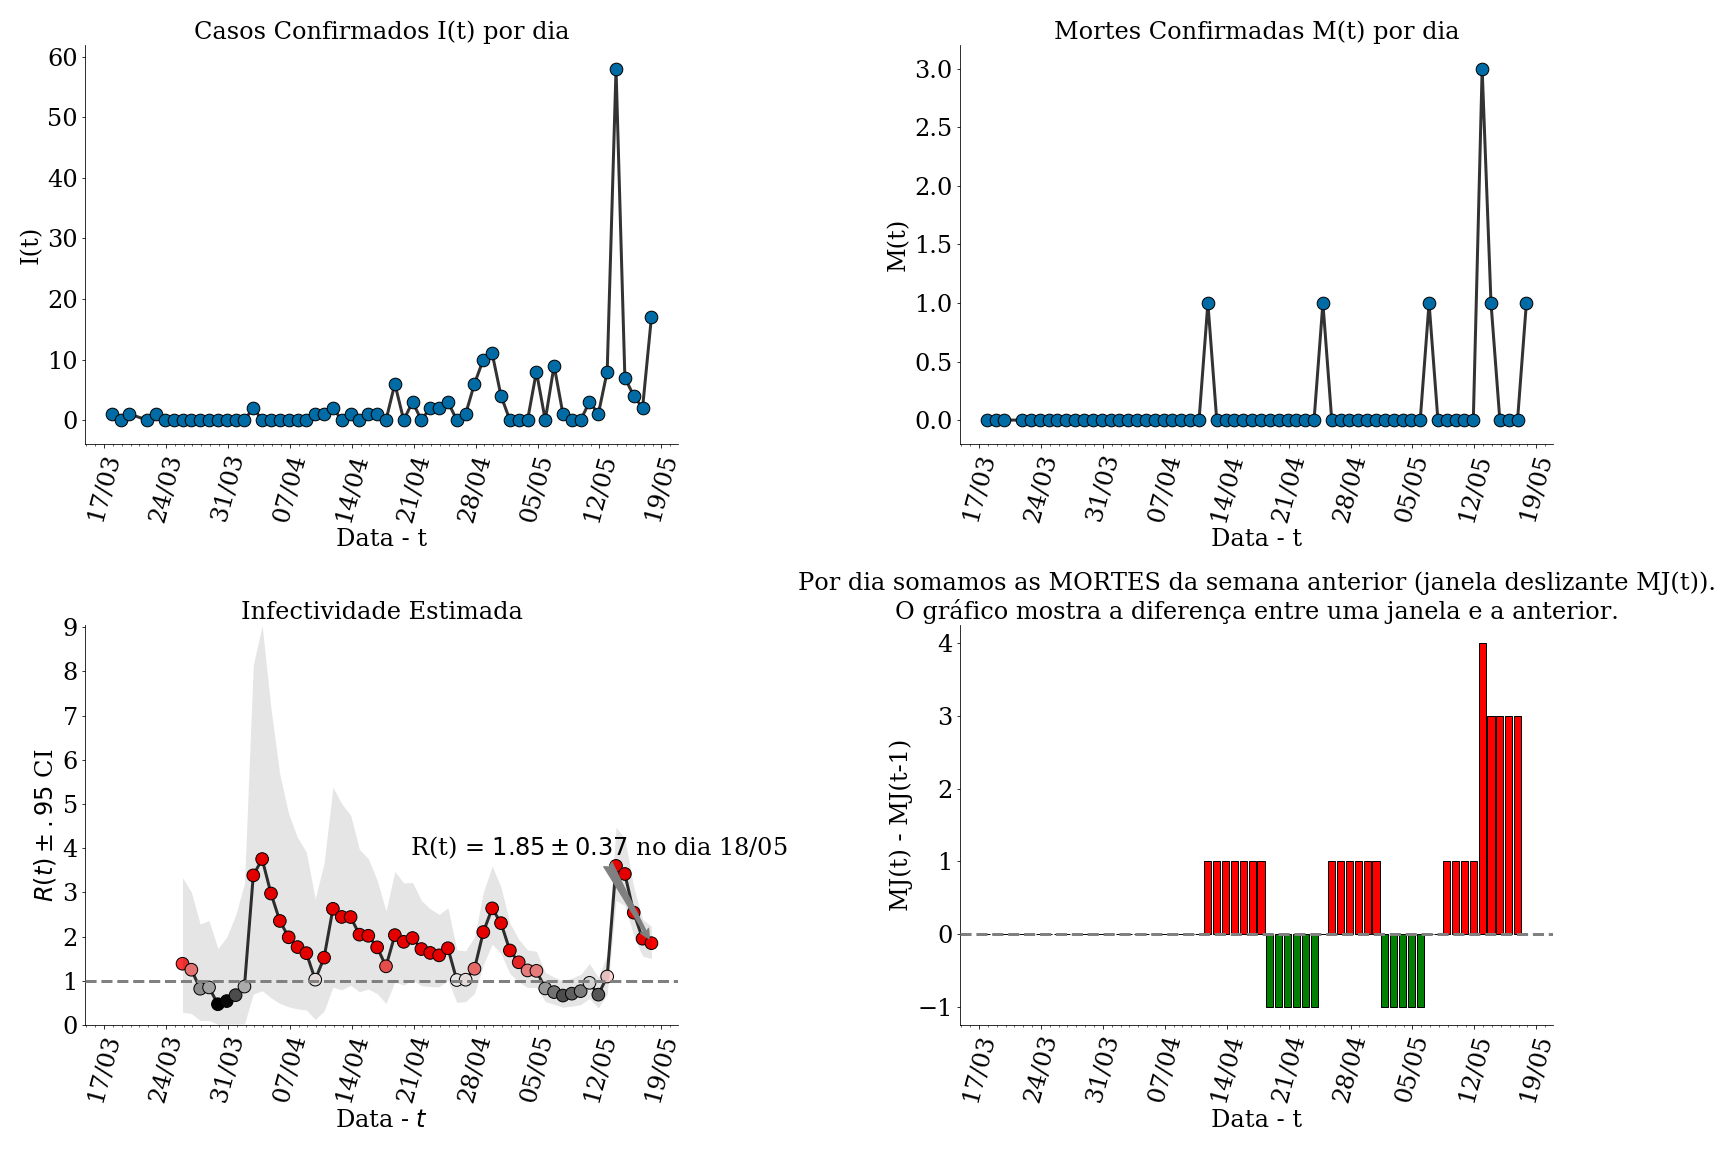 Casos Confirmados I(t) por dia
60
50
40
30
20
10
0
I(t)
17/03 24/03 31/03 07/04 14/04 21/04 28/04 05/05 12/05 19/05
Data - t
Mortes Confirmadas M(t) por dia
3.0
2.5
2.0
1.5
1.0
0.5
0.0
M(t)
17/03 24/03 31/03 07/04 14/04 21/04 28/04 05/05 12/05 19/05
Data - t
Infectividade Estimada
9
8
7
6
5
4
3
2
1
0
R(t) ± .95 CI
R(t) = 1.85 ± 0.37 no dia 18/05
17/03 24/03 31/03 07/04 14/04 21/04 28/04 05/05 12/05 19/05
Data - t
Por dia somamos as MORTES da semana anterior (janela deslizante MJ(t)).
O gráfico mostra a diferença entre uma janela e a anterior.
4
3
2
1
0
−1
MJ(t) - MJ(t-1)
17/03 24/03 31/03 07/04 14/04 21/04 28/04 05/05 12/05 19/05
Data - t